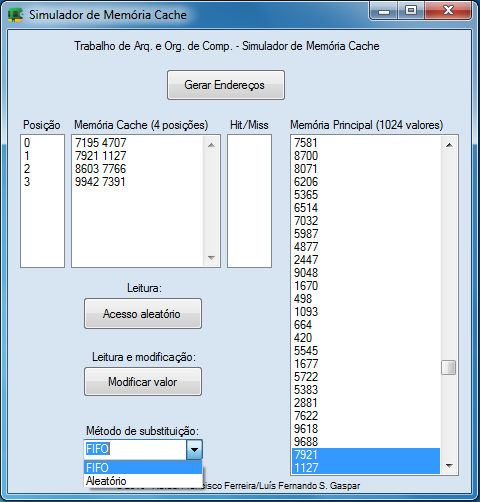 Simulador de Memória Cache
Trabalho de Arq. e Org. de Comp. - Simulador de Memória Cache
Gerar Endereços
Posição
0
1
2
3
Memória Cache (4 posições)
7195 4707
7921 1127
8603 7766
9942 7391
Hit/Miss
Memória Principal (1024 valores)
7581
8700
8071
6206
5365
6514
7032
5987
4877
2447
9048
1670
498
1093
664
420
5545
1677
5722
5383
2881
7622
9618
9688
7921
1127
Leitura:
Acesso aleatório
Leitura e modificação:
Modificar valor
Método de substituição:
FIFO
FIFO
Aleatório
Francisco Ferreira/Luís Fernando S. Gaspar